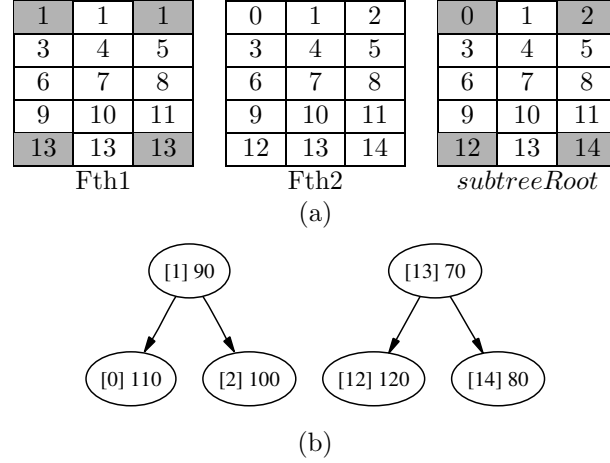 1 1 1 0 1 2 0 1 2
3 4 5 3 4 5 3 4 5
6 7 8 6 7 8 6 7 8
9 10 11 9 10 11 9 10 11
13 13 13 12 13 14 12 13 14
Fth1 Fth2 subtreeRoot
(a)
[1] 90 [13] 70
[0] 110 [2] 100 [12] 120 [14] 80
(b)